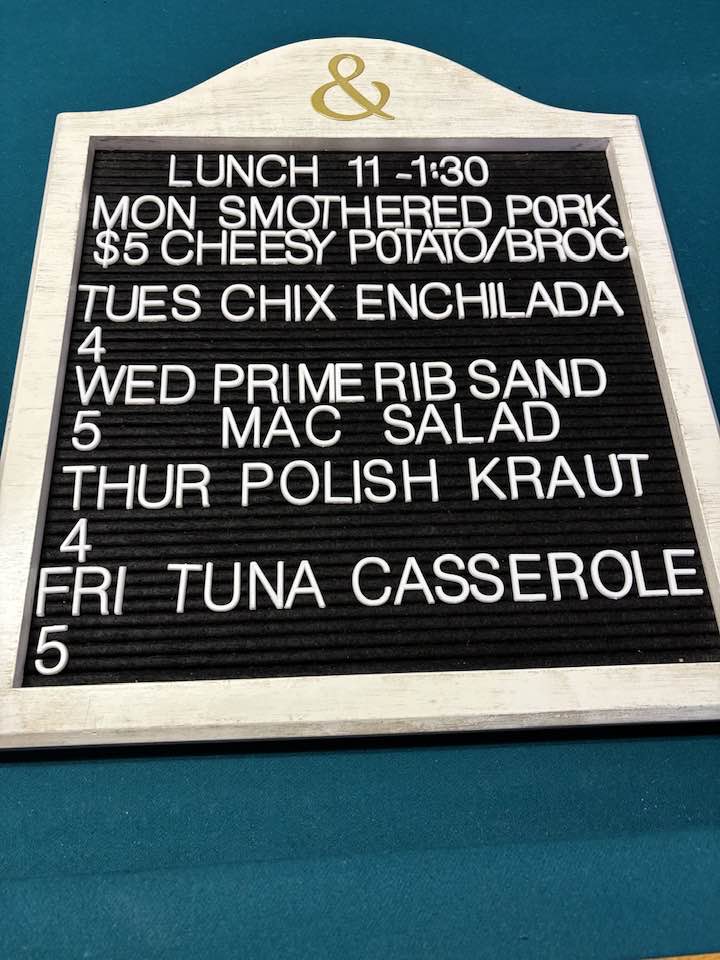 &
LUNCH 11-1:30
MON SMOTHERED PORK
$5 CHEESY POTATO/BROC
TUES CHIX ENCHILADA
4
WED PRIME RIB SAND
5 MAC SALAD
THUR POLISH KRAUT
4
FRI TUNA CASSEROLE
5